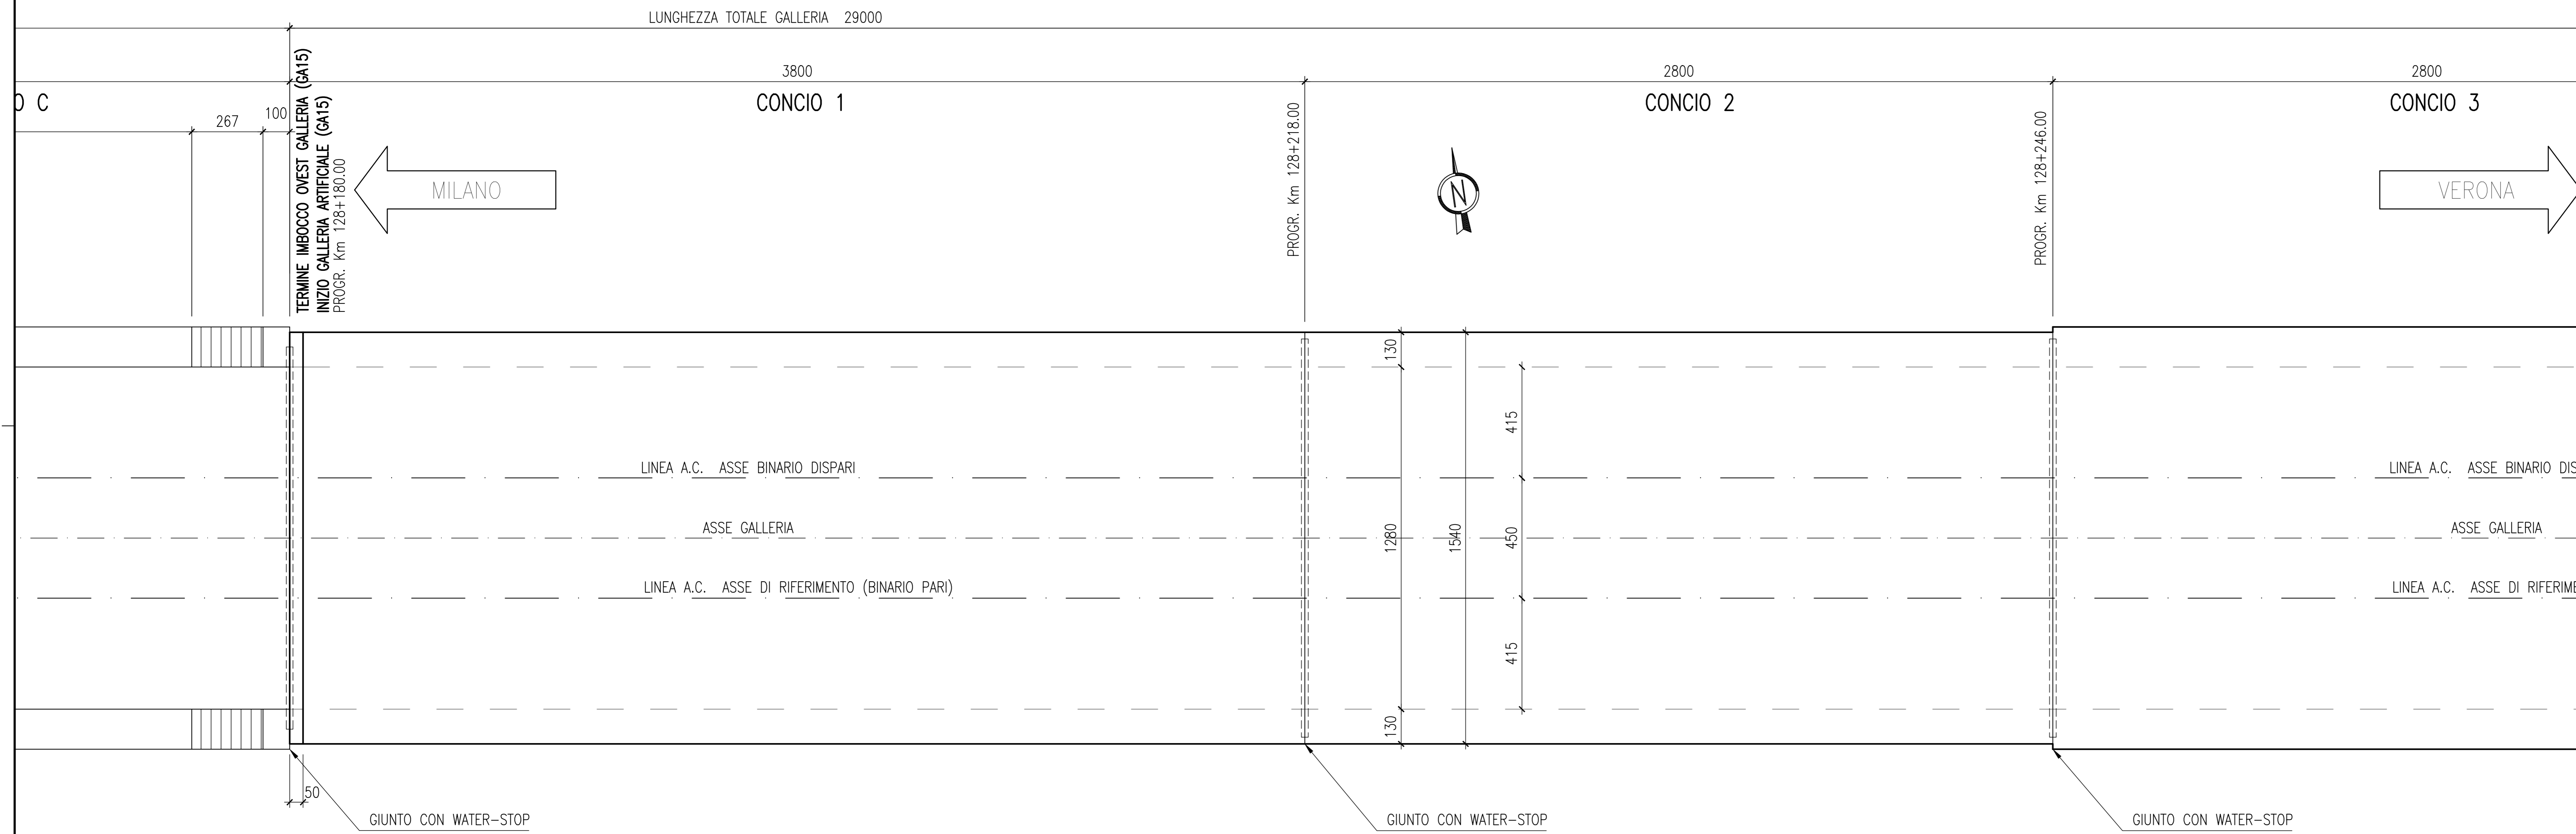 LUNGHEZZA TOTALE GALLERIA 29000
3800
2800
2800
O C
CONCIO 1
CONCIO 2
CONCIO 3
267
100
TERMINE IMBOCCO OVEST GALLERIA (GA15)
INIZIO GALLERIA ARTIFICIALE (GA15)
PROGR. Km 128+180.00
PROGR. Km 128+218.00
PROGR. Km 128+246.00
MILANO
N
VERONA
130
415
LINEA A.C. ASSE BINARIO DISPARI
LINEA A.C. ASSE BINARIO DIS
ASSE GALLERIA
1280
1540
450
ASSE GALLERIA
LINEA A.C. ASSE DI RIFERIMENTO (BINARIO PARI)
LINEA A.C. ASSE DI RIFERIME
415
130
50
GIUNTO CON WATER-STOP
GIUNTO CON WATER-STOP
GIUNTO CON WATER-STOP